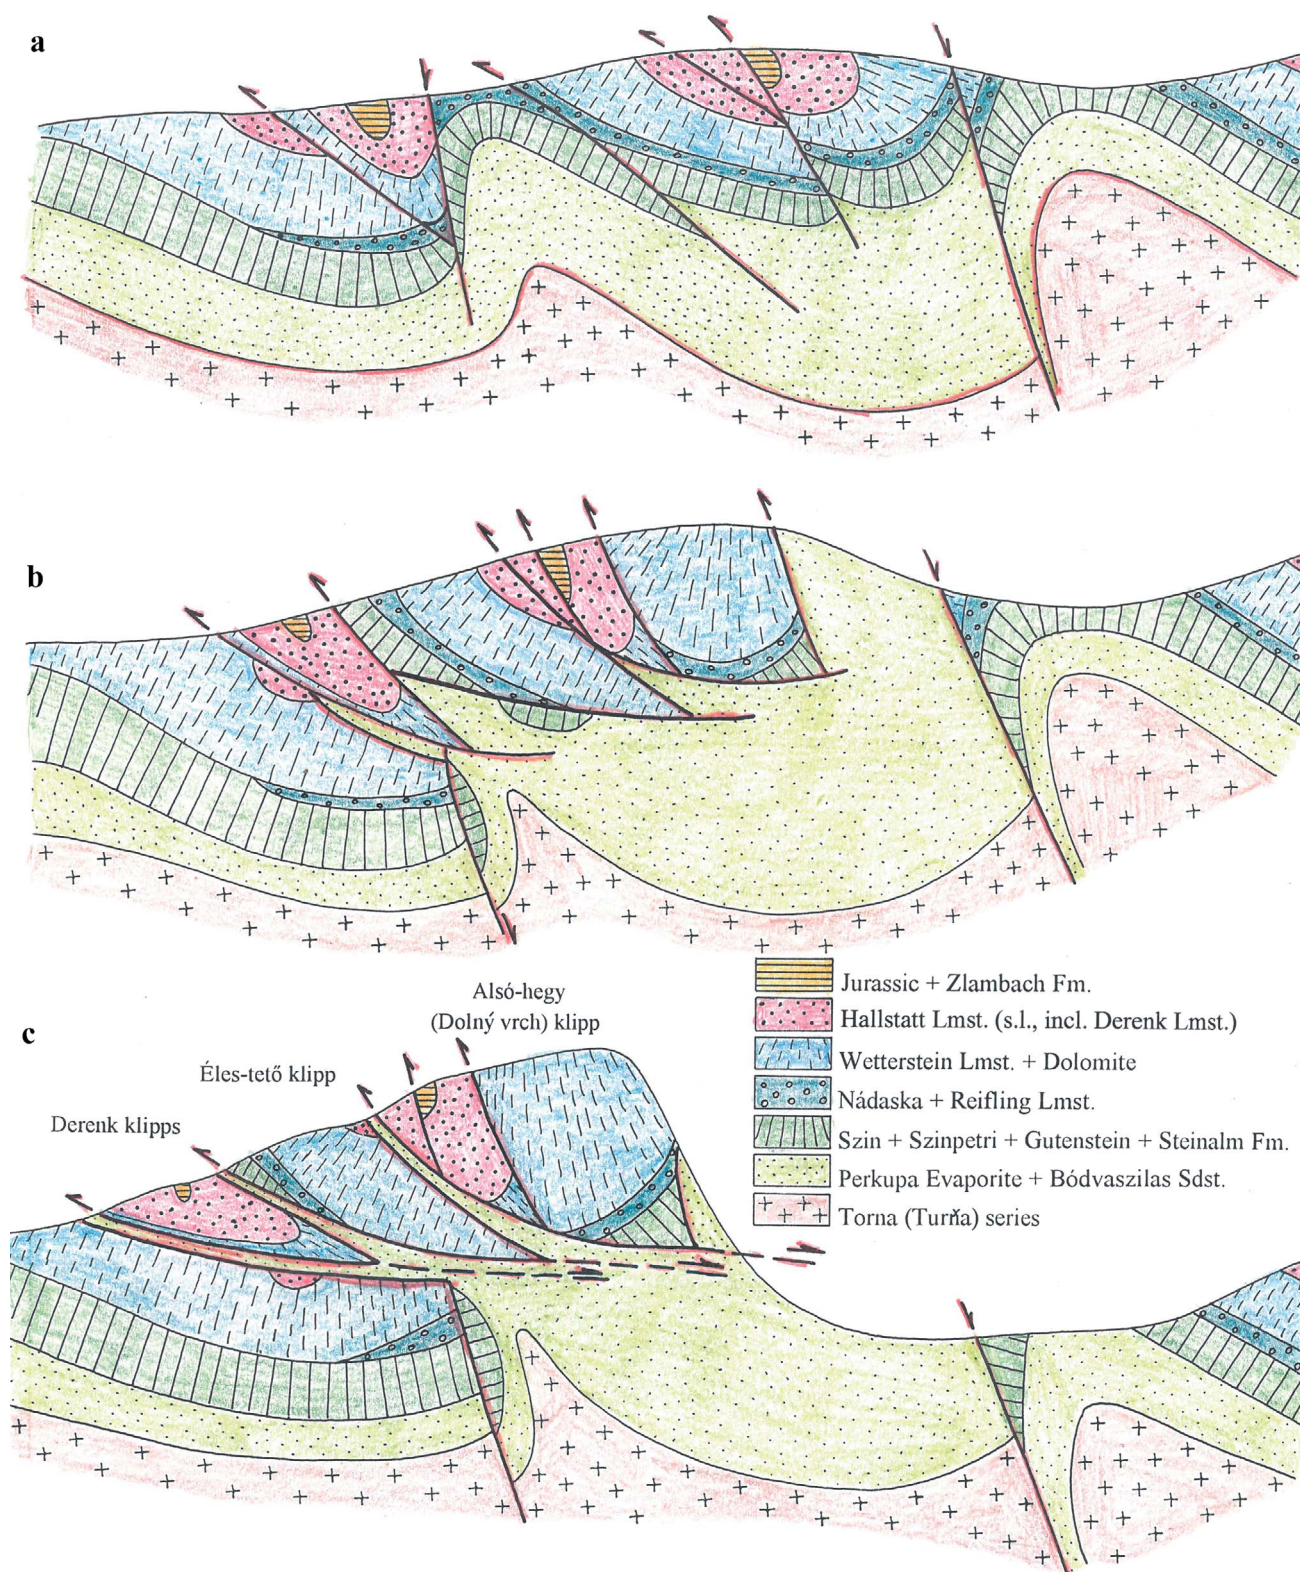 a
b
c
Alsó-hegy
(Dolný vrch) klipp
Éles-tető klipp
Derenk klipps
Jurassic + Zlambach Fm.
Hallstatt Lmst. (s.l., incl. Derenk Lmst.)
Wetterstein Lmst. + Dolomite
Nádaska + Reifling Lmst.
Szin + Szinpetri + Gutenstein + Steinalm Fm.
Perkupa Evaporite + Bódvaszilas Sdst.
Torna (Turňa) series